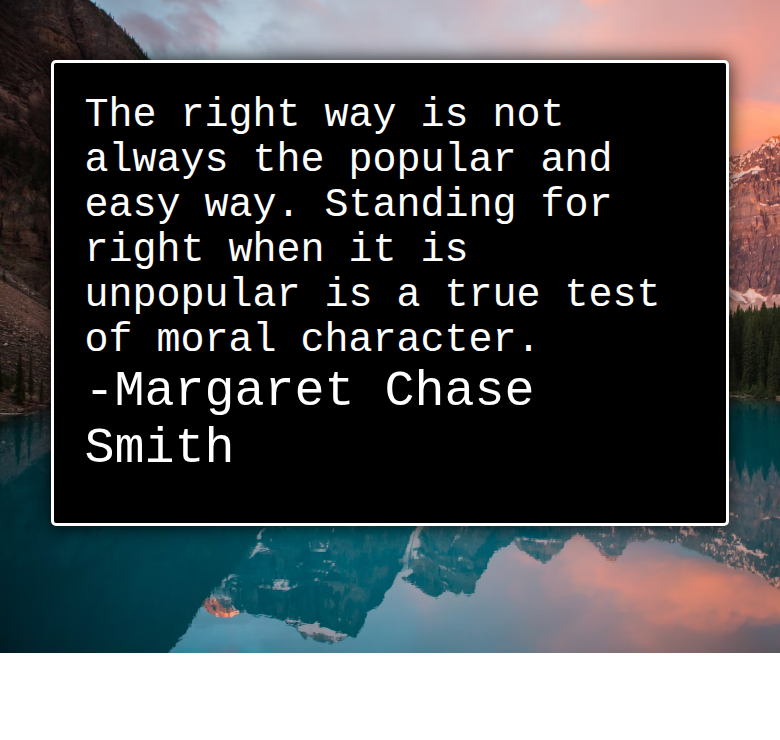 The right way is not
always the popular and
easy way. Standing for
right when it is
unpopular is a true test
of moral character.
-Margaret Chase
Smith